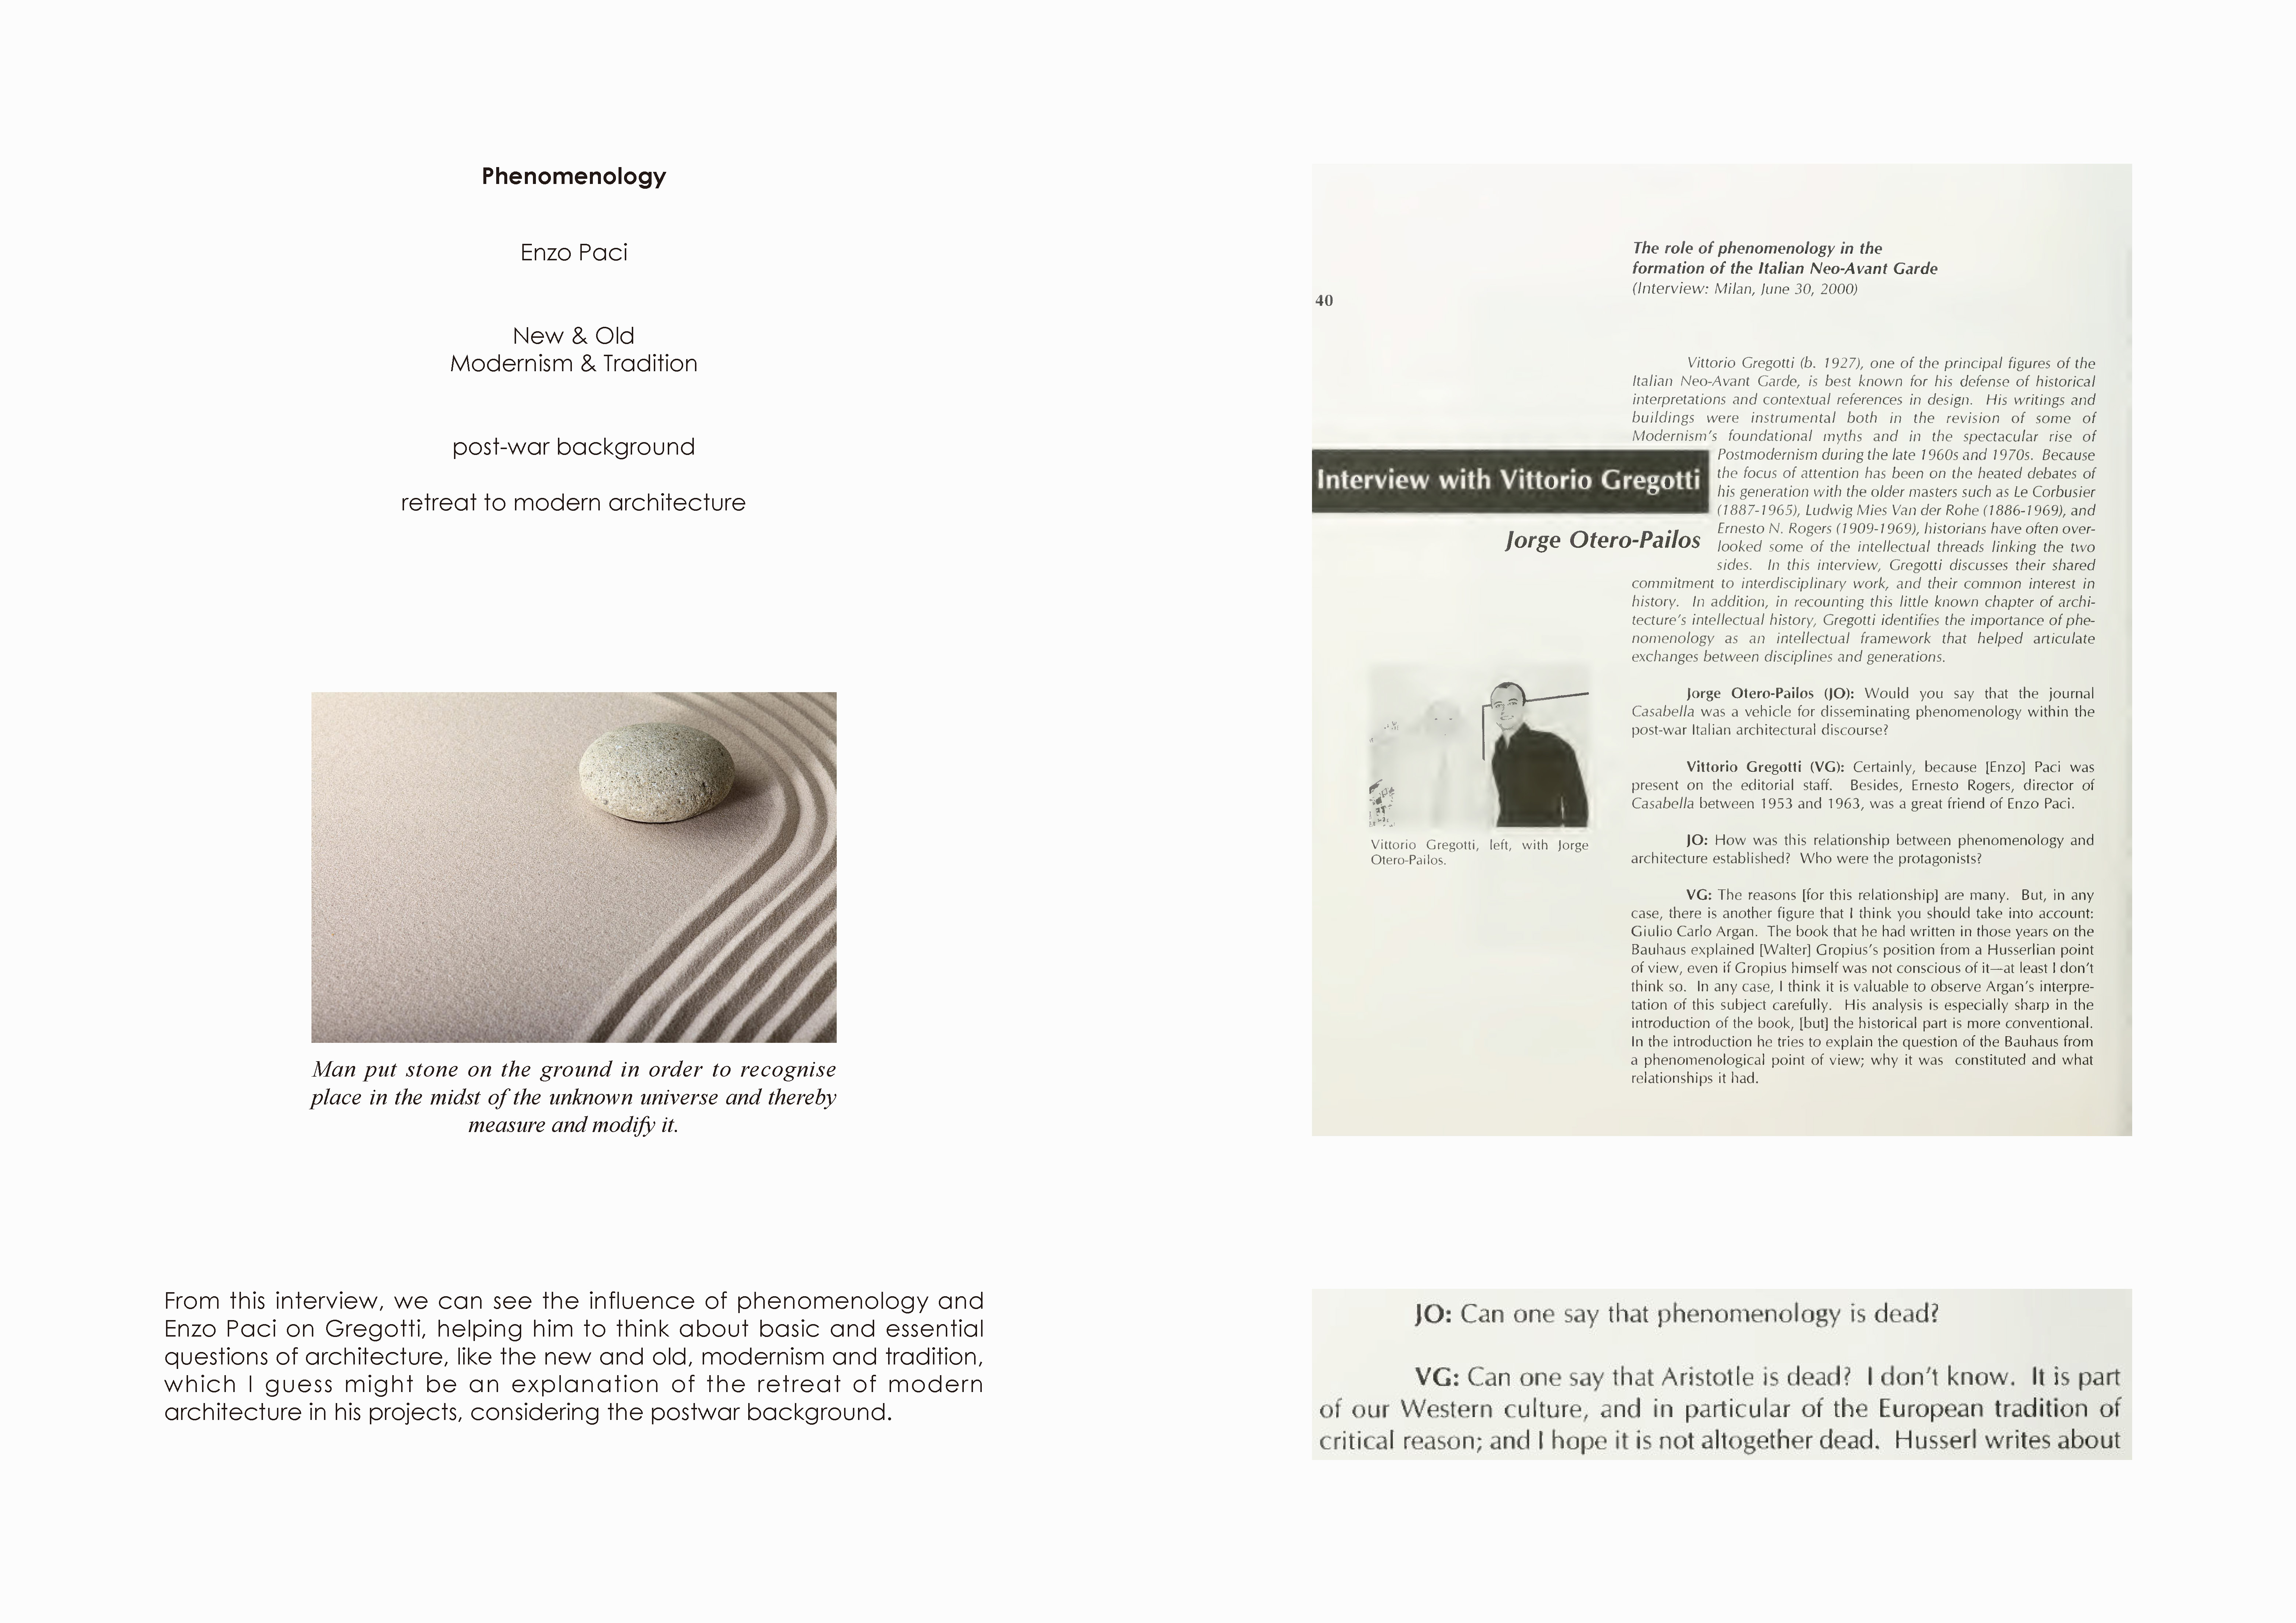 Phenomenology
Enzo Paci
New & Old
Modernism & Tradition
post-war background
retreat to modern architecture
Man put stone on the ground in order to recognise
place in the midst of the unknown universe and thereby
measure and modify it.
From this interview, we can see the influence of phenomenology and
Enzo Paci on Gregotti, helping him to think about basic and essential
questions of architecture, like the new and old, modernism and tradition,
which I guess might be an explanation of the retreat of modern
architecture in his projects, considering the postwar background.
The role of phenomenology in the
formation of the Italian Neo-Avant Garde
(Interview: Milan, June 30, 2000)
40
Vittorio Gregotti (b. 1927), one of the principal figures of the
Italian Neo-Avant Garde, is best known for his defense of historical
interpretations and contextual references in design. His writings and
buildings were instrumental both in the revision of some of
Modernism's foundational myths and in the spectacular rise of
Postmodernism during the late 1960s and 1970s. Because
the focus of attention has been on the heated debates of
his generation with the older masters such as Le Corbusier
(1887-1965), Ludwig Mies Van der Rohe (1886-1969), and
Ernesto N. Rogers (1909-1969), historians have often over-
looked some of the intellectual threads linking the two
sides. In this interview, Gregotti discusses their shared
commitment to interdisciplinary work, and their common interest in
history. In addition, in recounting this little known chapter of archi-
tecture's intellectual history, Gregotti identifies the importance of phe-
nomenology as an intellectual framework that helped articulate
exchanges between disciplines and generations.
Interview with Vittorio Gregotti
Jorge Otero-Pailos
Vittorio Gregotti, left, with Jorge
Otero-Pailos.
Jorge Otero-Pailos (JO): Would you say that the journal
Casabella was a vehicle for disseminating phenomenology within the
post-war Italian architectural discourse?
Vittorio Gregotti (VG): Certainly, because [Enzo] Paci was
present on the editorial staff. Besides, Ernesto Rogers, director of
Casabella between 1953 and 1963, was a great friend of Enzo Paci.
JO: How was this relationship between phenomenology and
architecture established? Who were the protagonists?
VG: The reasons [for this relationship] are many. But, in any
case, there is another figure that I think you should take into account:
Giulio Carlo Argan. The book that he had written in those years on the
Bauhaus explained [Walter] Gropius's position from a Husserlian point
of view, even if Gropius himself was not conscious of it—at least I don't
think so. In any case, I think it is valuable to observe Argan's interpre-
tation of this subject carefully. His analysis is especially sharp in the
introduction of the book, [but] the historical part is more conventional.
In the introduction he tries to explain the question of the Bauhaus from
a phenomenological point of view; why it was constituted and what
relationships it had.
JO: Can one say that phenomenology is dead?
VG: Can one say that Aristotle is dead? I don't know. It is part
of our Western culture, and in particular of the European tradition of
critical reason; and I hope it is not altogether dead. Husserl writes about